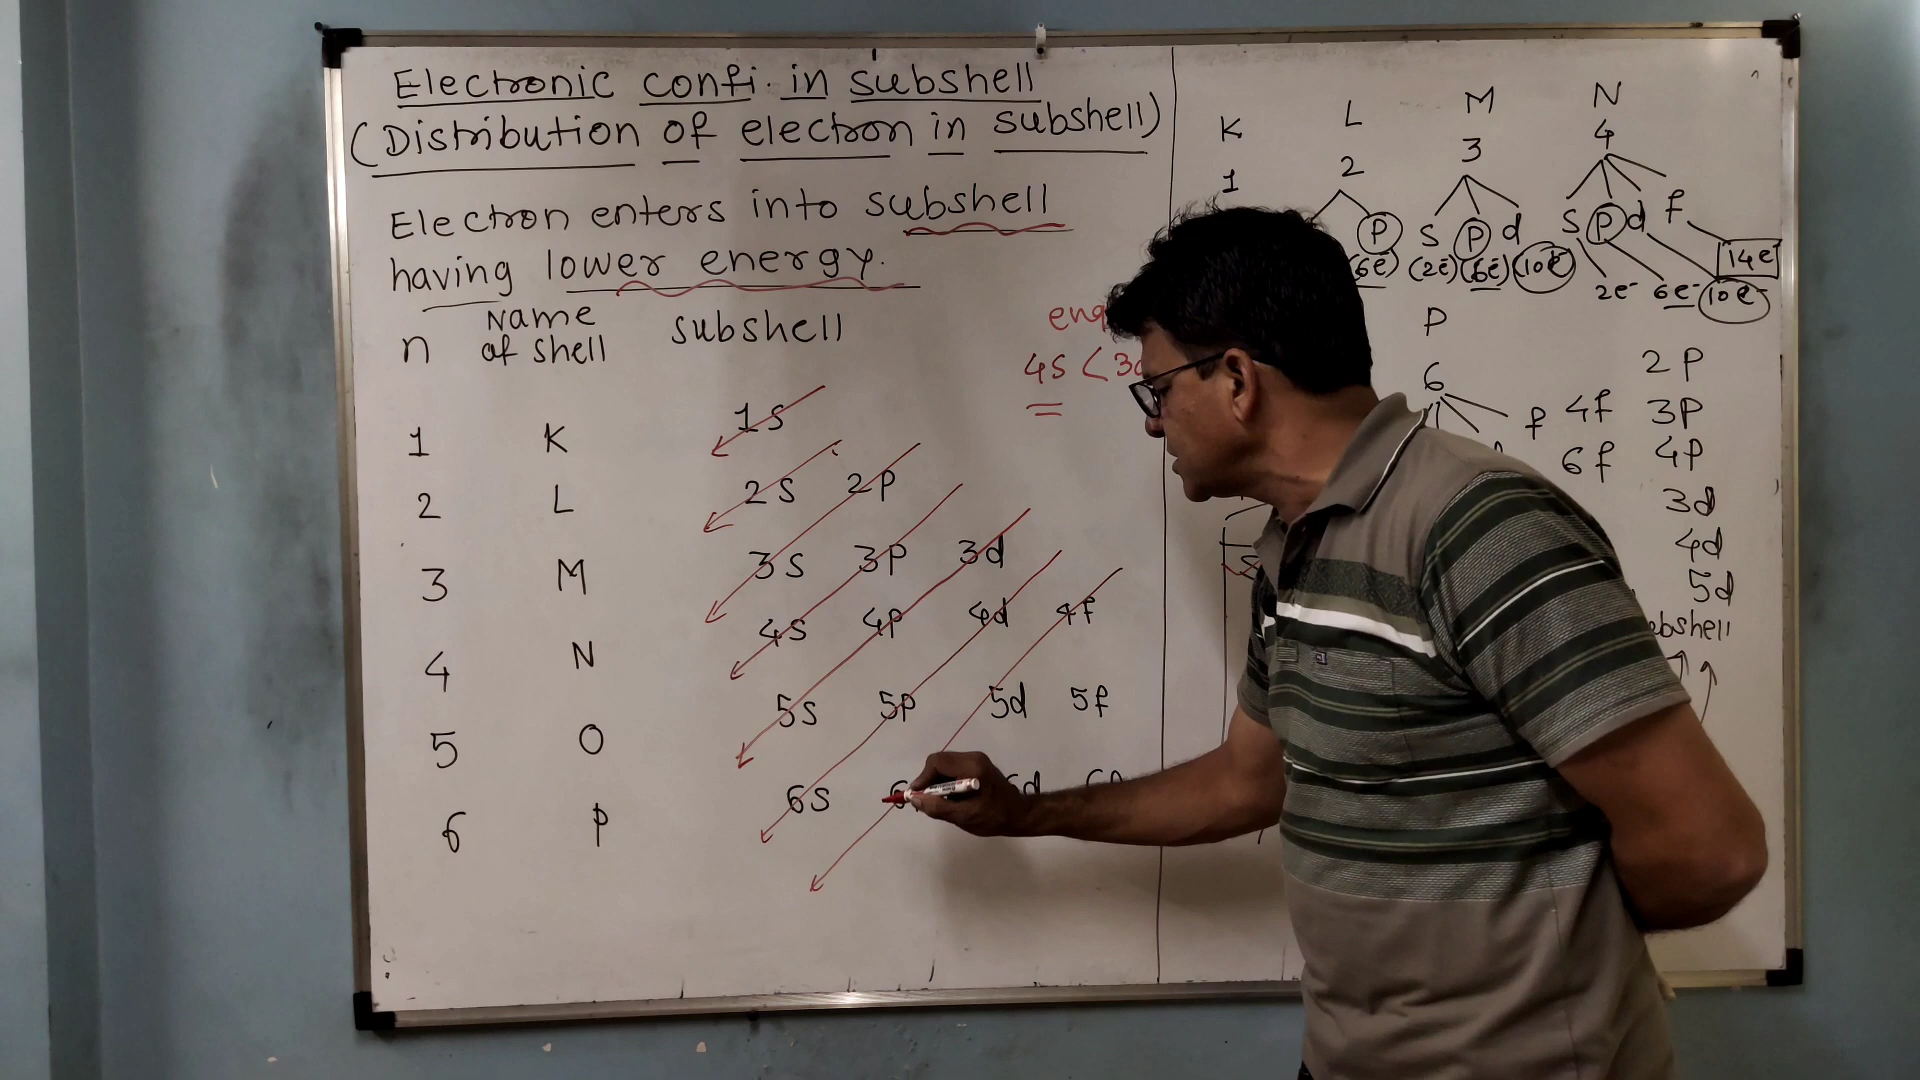 Electronic confi. in subshell
(Distribution of electron in subshell)
Electron enters into subshell
having lower energy.
n Name of shell subshell
1 K 1s
2 L 2s 2p
3 M 3s 3p 3d
4 N 4s 4p 4d 4f
5 O 5s 5p 5d 5f
6 P 6s
4s <
K L M N
1 2 3 4
P S P d S P d f
(2e) (6e) (10e) 14e
2e- 6e- 10e-
P
6
f
2P
4f 3P
6f 4P
3d
4d
5d